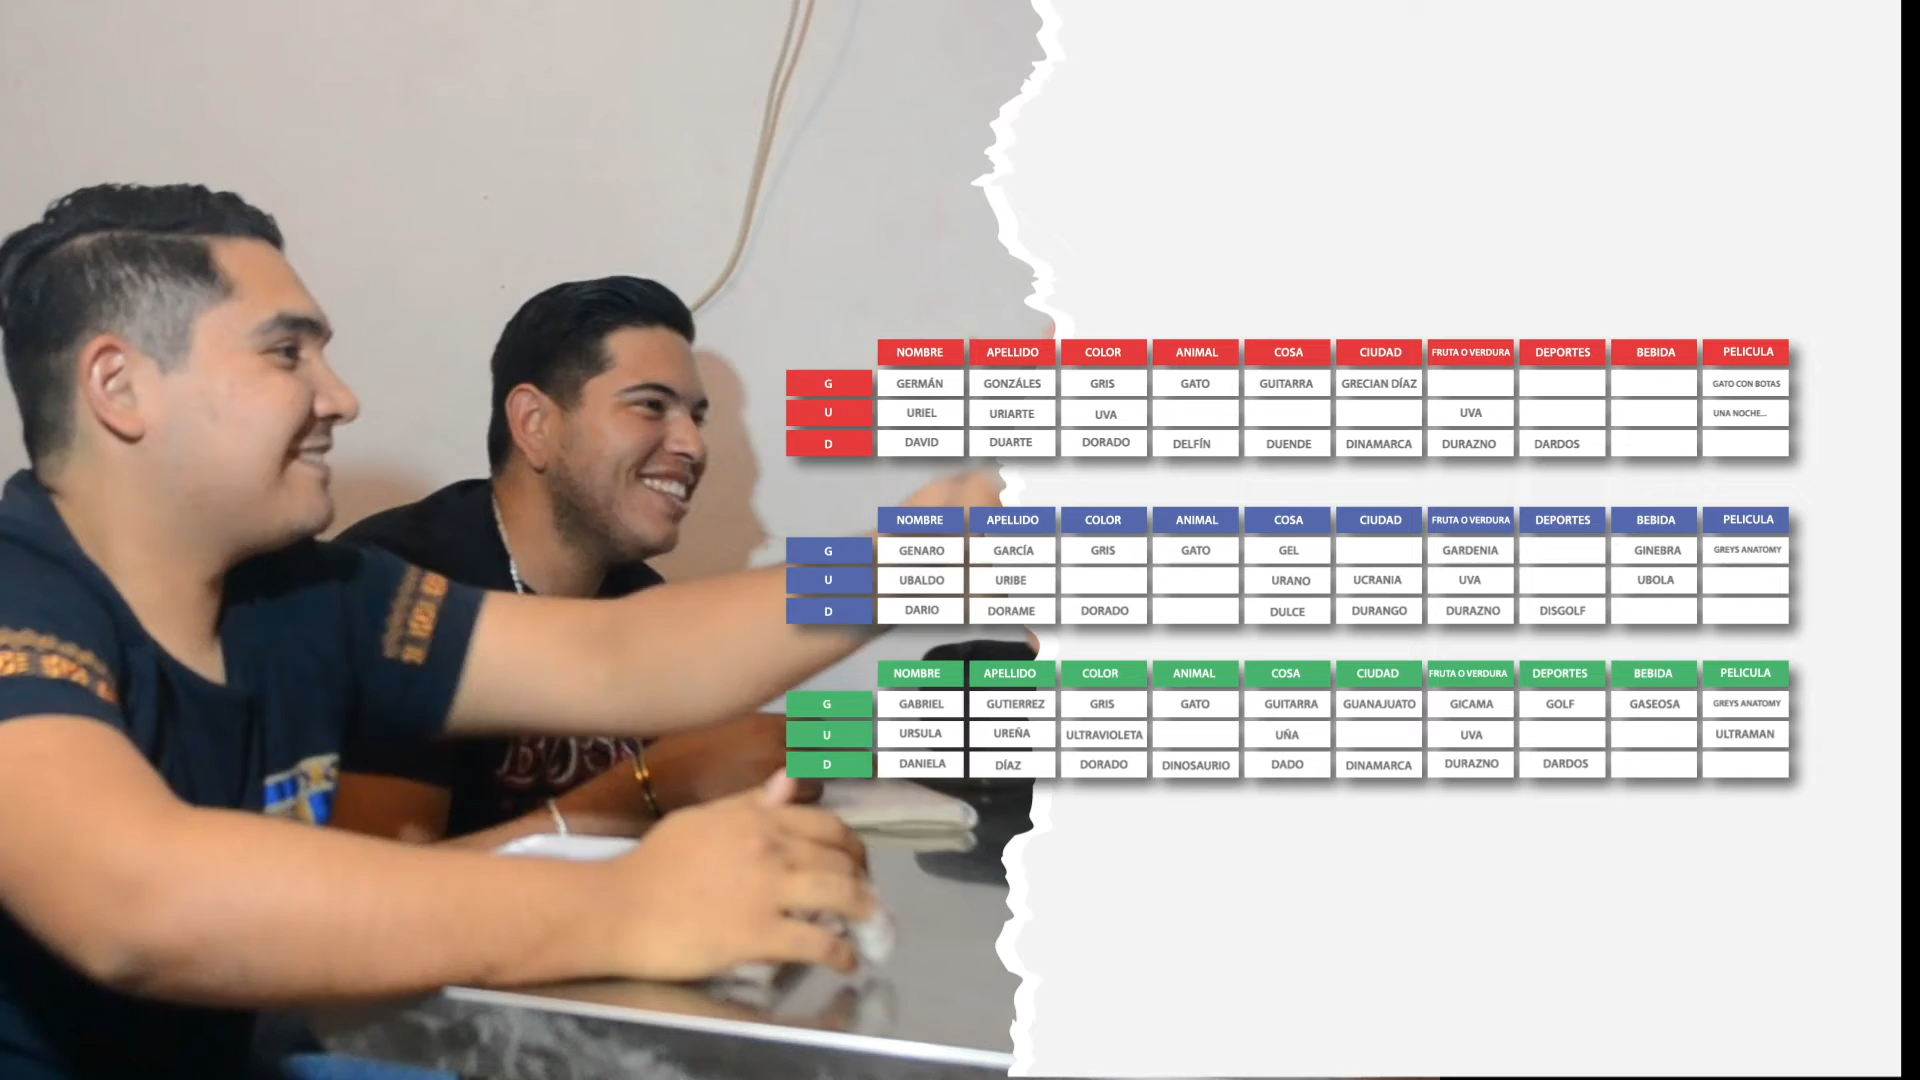 NOMBRE APELLIDO COLOR ANIMAL COSA CIUDAD FRUTA O VERDURA DEPORTES BEBIDA PELICULA
G GERMÁN GONZÁLES GRIS GATO GUITARRA GRECIAN DÍAZ GATO CON BOTAS
U URIEL URIARTE UVA UVA UNA NOCHE...
D DAVID DUARTE DORADO DELFÍN DUENDE DINAMARCA DURAZNO DARDOS
NOMBRE APELLIDO COLOR ANIMAL COSA CIUDAD FRUTA O VERDURA DEPORTES BEBIDA PELICULA
G GENARO GARCÍA GRIS GATO GEL GARDENIA GINEBRA GREYS ANATOMY
U UBALDO URIBE URANO UCRANIA UVA UBOLA
D DARIO DORAME DORADO DULCE DURANGO DURAZNO DISGOLF
NOMBRE APELLIDO COLOR ANIMAL COSA CIUDAD FRUTA O VERDURA DEPORTES BEBIDA PELICULA
G GABRIEL GUTIERREZ GRIS GATO GUITARRA GUANAJUATO GICAMA GOLF GASEOSA GREYS ANATOMY
U URSULA UREÑA ULTRAVIOLETA UÑA UVA ULTRAMAN
D DANIELA DÍAZ DORADO DINOSAURIO DADO DINAMARCA DURAZNO DARDOS